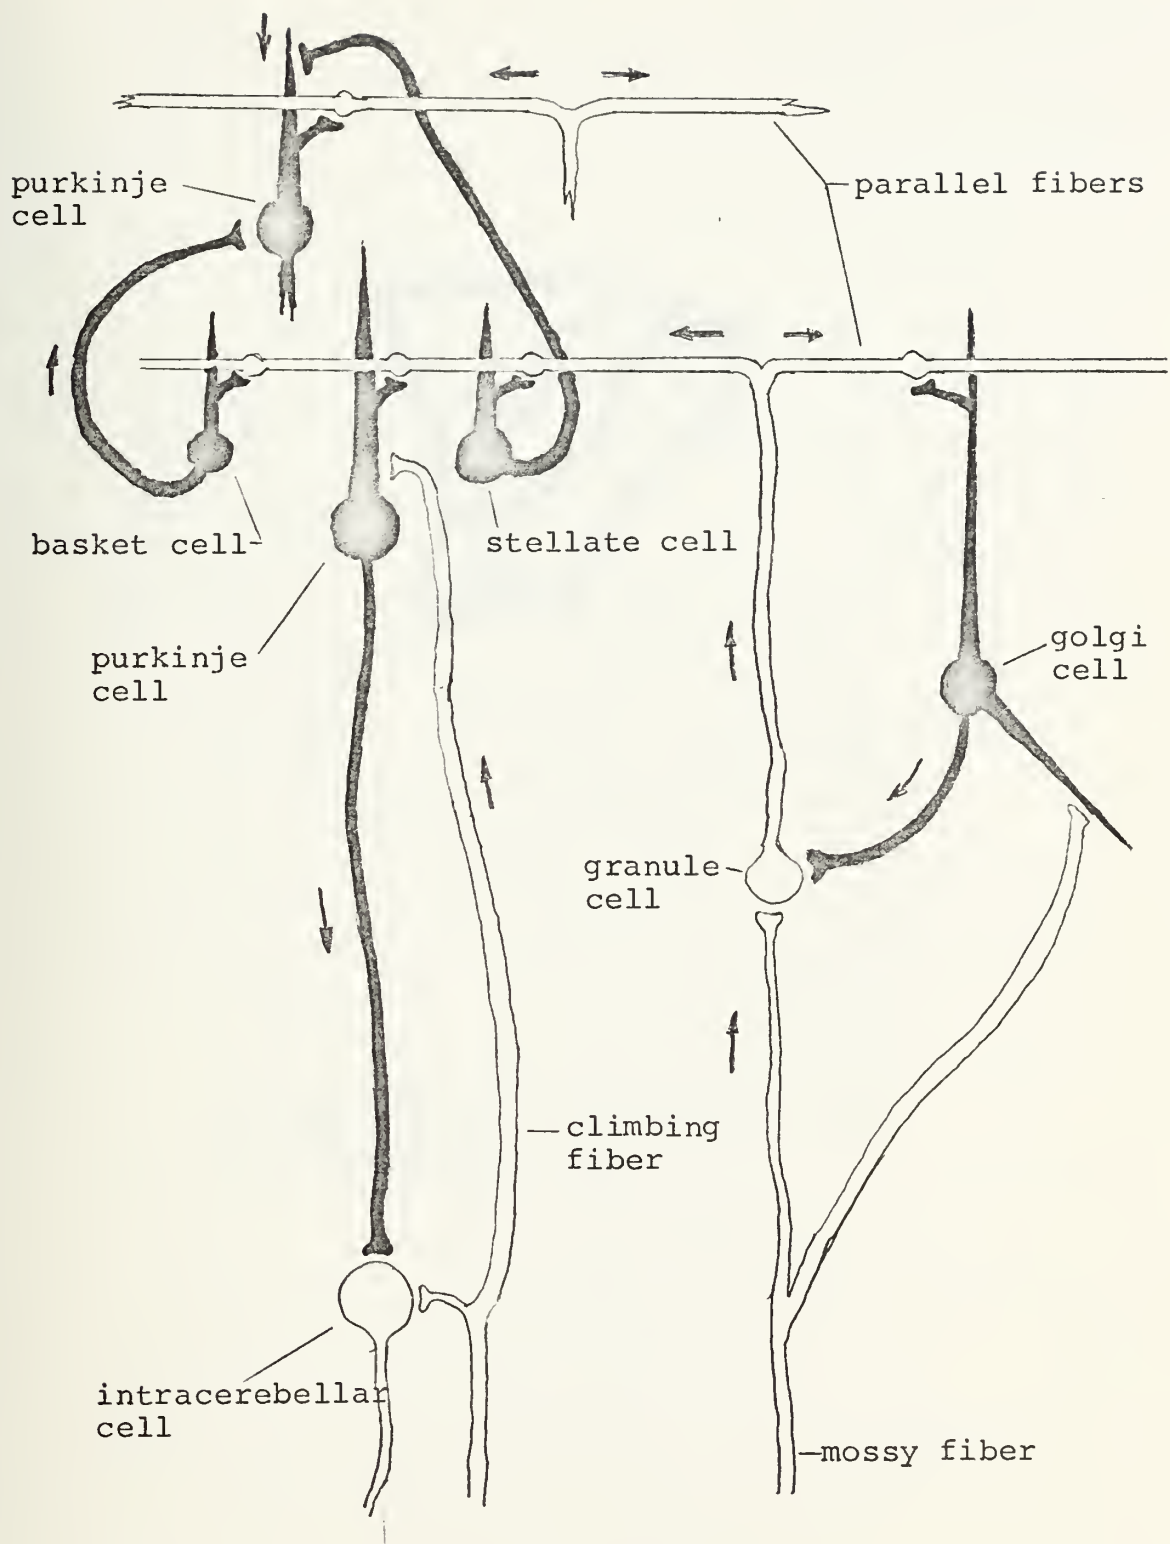 purkinje
cell
parallel fibers
basket cell
stellate cell
purkinje
cell
golgi
cell
granule
cell
climbing
fiber
intracerebellar
cell
mossy fiber